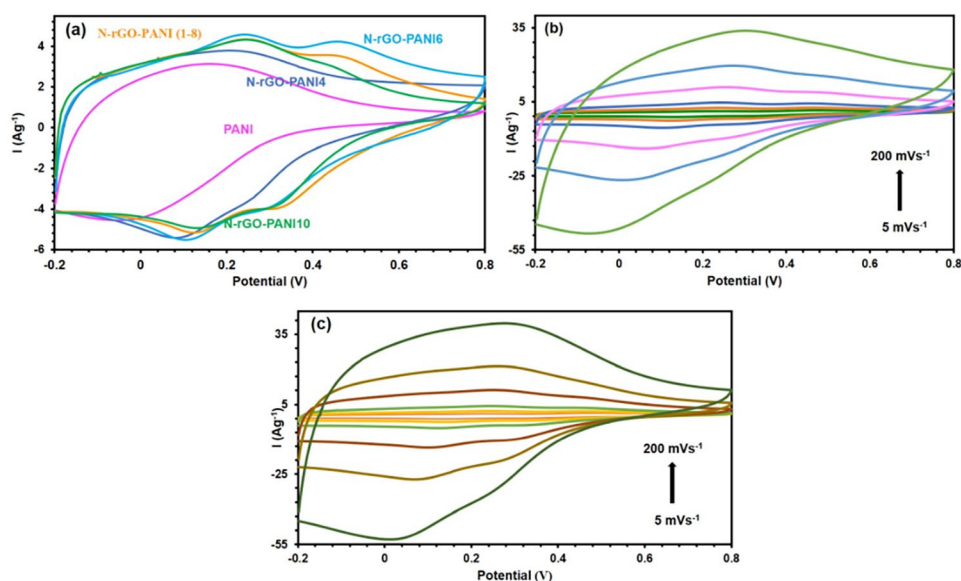 (a)
N-rGO-PANI (1-8)
N-rGO-PANI6
N-rGO-PANI4
PANI
N-rGO-PANI10
I (Ag⁻¹)
6
4
2
0
-2
-4
-6
-0.2 0 0.2 0.4 0.6 0.8
Potential (V)
(b)
I (Ag⁻¹)
35
5
-25
-55
200 mVs⁻¹
5 mVs⁻¹
-0.2 0 0.2 0.4 0.6 0.8
Potential (V)
(c)
I (Ag⁻¹)
35
5
-25
-55
200 mVs⁻¹
5 mVs⁻¹
-0.2 0 0.2 0.4 0.6 0.8
Potential (V)